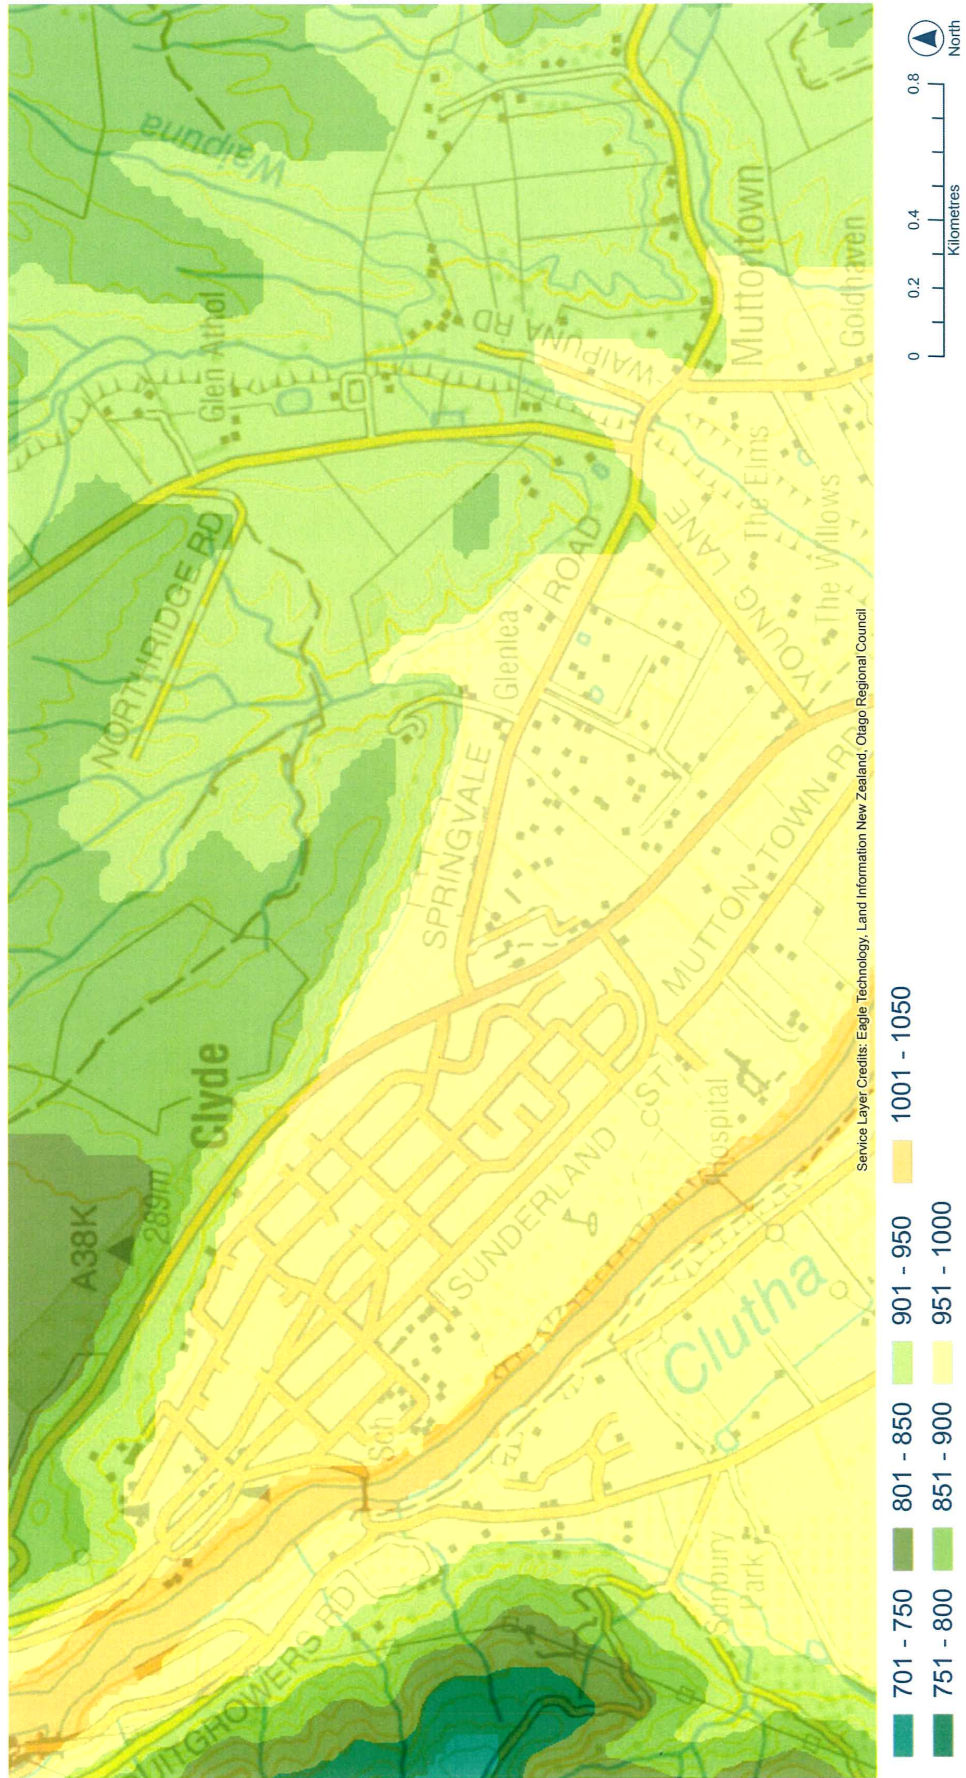 Waipuna
Glen Athol
NORTHRIDGE RD
WAIPUNA RD
Muttontown
Goldhaven
Glenlea
SPRINGVALE ROAD
The Elms
YOUNG LANE
The Willows
MUTTON TOWN RD
Clyde
A38K
289m
SUNDERLAND ST
Hospital
Sch
Clutha
Sunbury
Park
UITGROWERS RD
Service Layer Credits: Eagle Technology, Land Information New Zealand, Otago Regional Council
701 - 750
801 - 850
901 - 950
1001 - 1050
751 - 800
851 - 900
951 - 1000
0
0.2
0.4
0.8
Kilometres
North